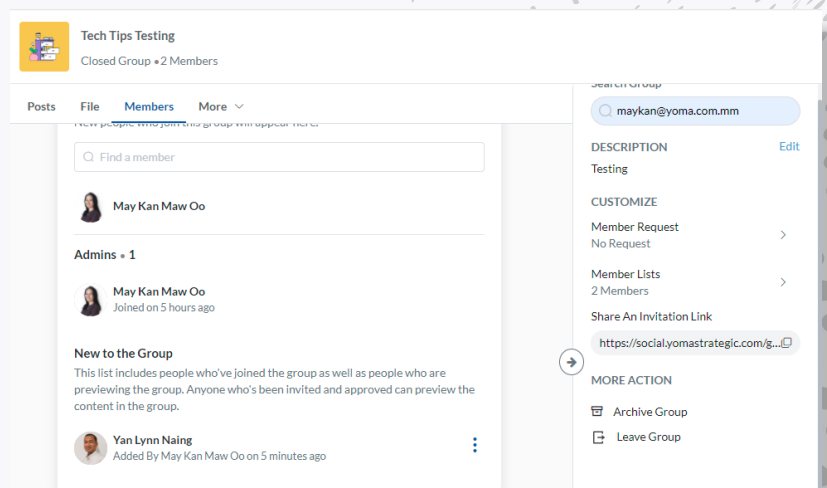 Tech Tips Testing
Closed Group • 2 Members
Posts File Members More
New people who join this group will appear here.
Find a member
May Kan Maw Oo
Admins • 1
May Kan Maw Oo
Joined on 5 hours ago
New to the Group
This list includes people who've joined the group as well as people who are
previewing the group. Anyone who's been invited and approved can preview the
content in the group.
Yan Lynn Naing
Added By May Kan Maw Oo on 5 minutes ago
Search Group
maykan@yoma.com.mm
DESCRIPTION Edit
Testing
CUSTOMIZE
Member Request
No Request
Member Lists
2 Members
Share An Invitation Link
https://social.yomastrategic.com/g...
MORE ACTION
Archive Group
Leave Group